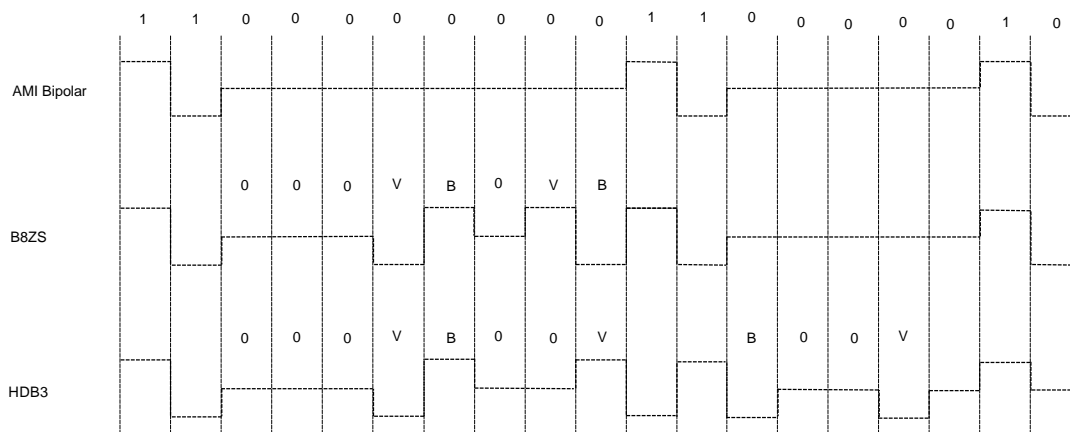 1 1 0 0 0 0 0 0 0 0 1 1 0 0 0 0 0 1 0
AMI Bipolar
0 0 0 V B 0 V B
B8ZS
0 0 0 V B 0 0 V B 0 0 V
HDB3